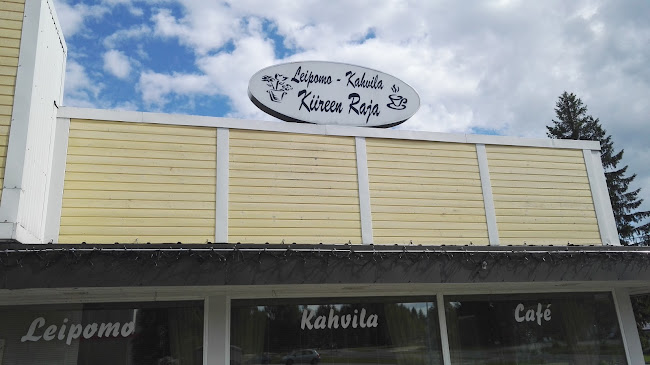 Leipomo - Kahvila
Kiireen Raja
Leipomo
Kahvila
Café